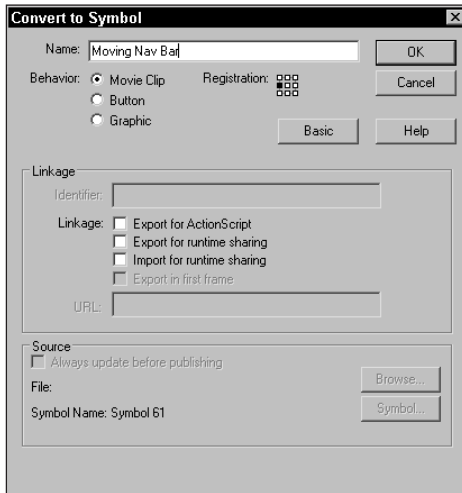 Convert to Symbol
Name: Moving Nav Bar OK
Behavior: Movie Clip Registration: Cancel
Button
Graphic
Basic Help
Linkage
Identifier:
Linkage: Export for ActionScript
Export for runtime sharing
Import for runtime sharing
Export in first frame
URL:
Source
Always update before publishing
File: Browse...
Symbol Name: Symbol 61 Symbol...